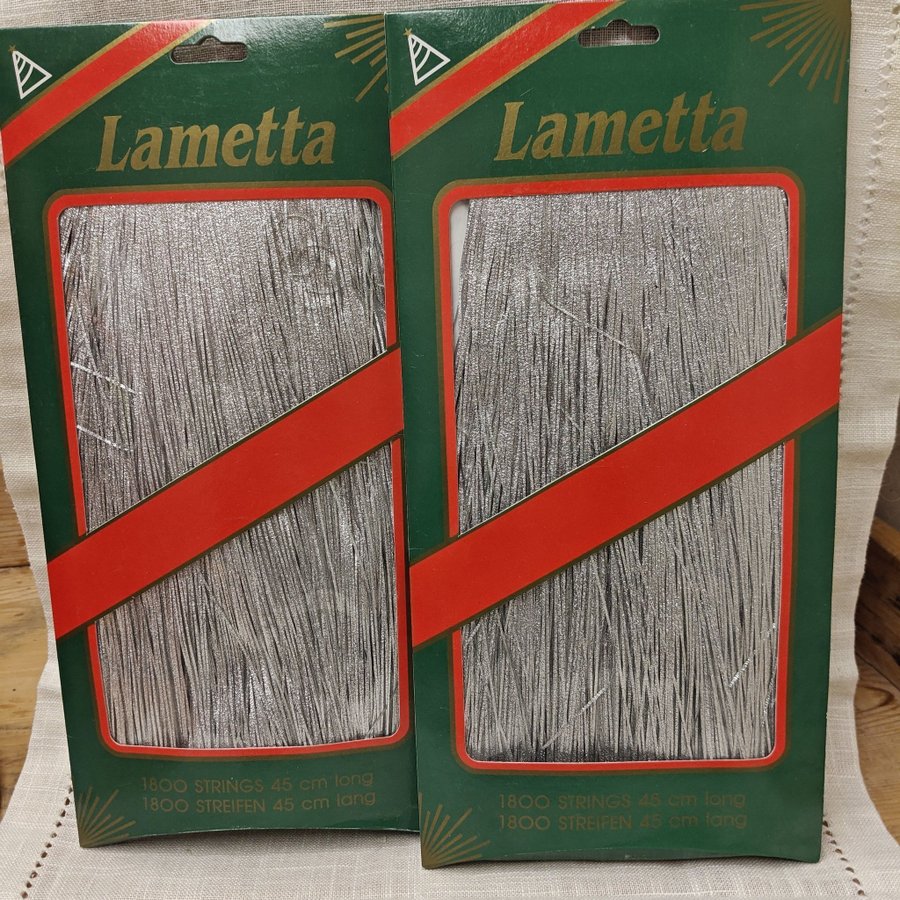 Lametta
1800 STRINGS 45 cm long
1800 STREIFEN 45 cm lang
Lametta
1800 STRINGS 45 cm long
1800 STREIFEN 45 cm lang